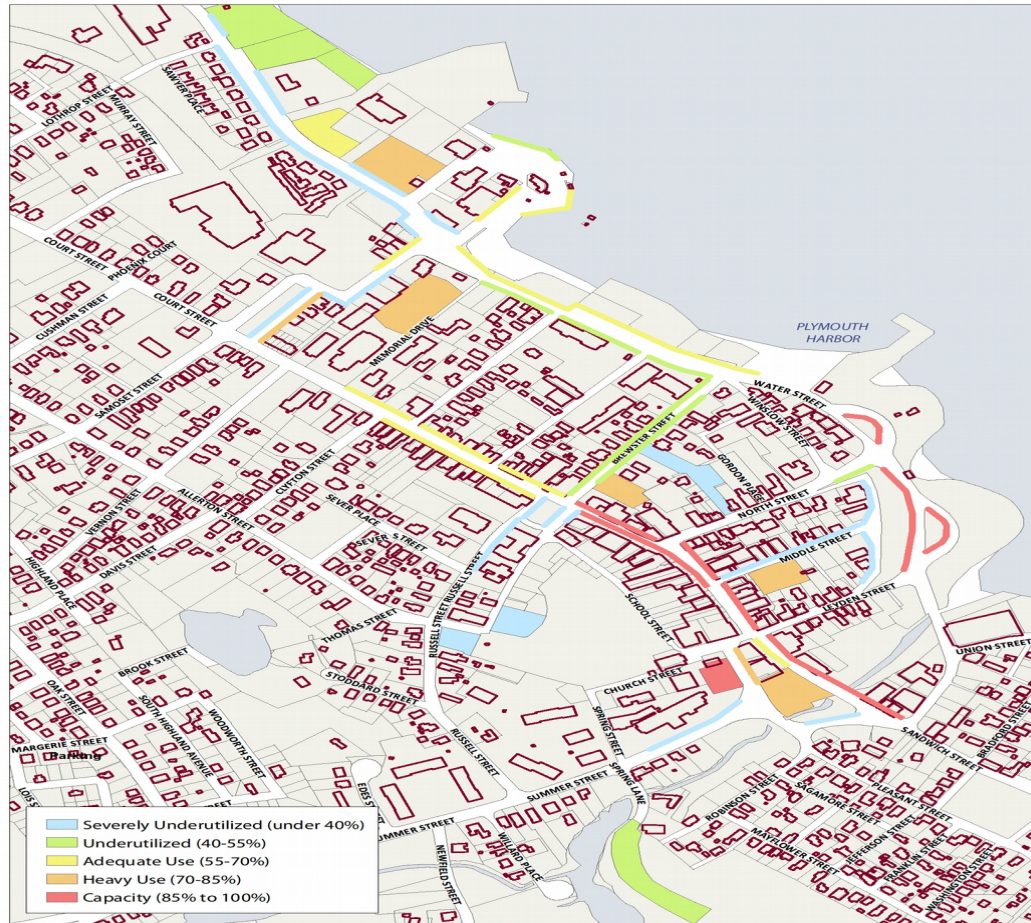 LOTHROP STREET
MURRAY STREET
SAWYER PLACE
COURT STREET
PHOENIX COURT
COURT STREET
CUSHMAN STREET
SAMOSET STREET
MEMORIAL DRIVE
PLYMOUTH
HARBOR
WATER STREET
WINSLOW STREET
BREWSTER STREET
GORDON PLACE
NORTH STREET
MIDDLE STREET
LEYDEN STREET
CLYFTON STREET
ALLERTON STREET
VERNON STREET
SEVER PLACE
SEVER STREET
DAVIS STREET
HIGHLAND PLACE
RUSSELL STREET
RUSSELL STREET
SCHOOL STREET
THOMAS STREET
STODDARD STREET
UNION STREET
BROOK STREET
CHURCH STREET
OAK STREET
SOUTH HIGHLAND AVENUE
WOODWORTH STREET
SPRING STREET
SANDWICH STREET
BRADFORD STREET
MARGERIE STREET
Parking
RUSSELL STREET
SPRING LANE
SUMMER STREET
PLEASANT STREET
SAGAMORE STREET
ROBINSON STREET
MAYFLOWER STREET
JEFFERSON STREET
FRANKLIN STREET
WASHINGTON STREET
WILLARD PLACE
NEWFIELD STREET
Severely Underutilized (under 40%)
Underutilized (40-55%)
Adequate Use (55-70%)
Heavy Use (70-85%)
Capacity (85% to 100%)